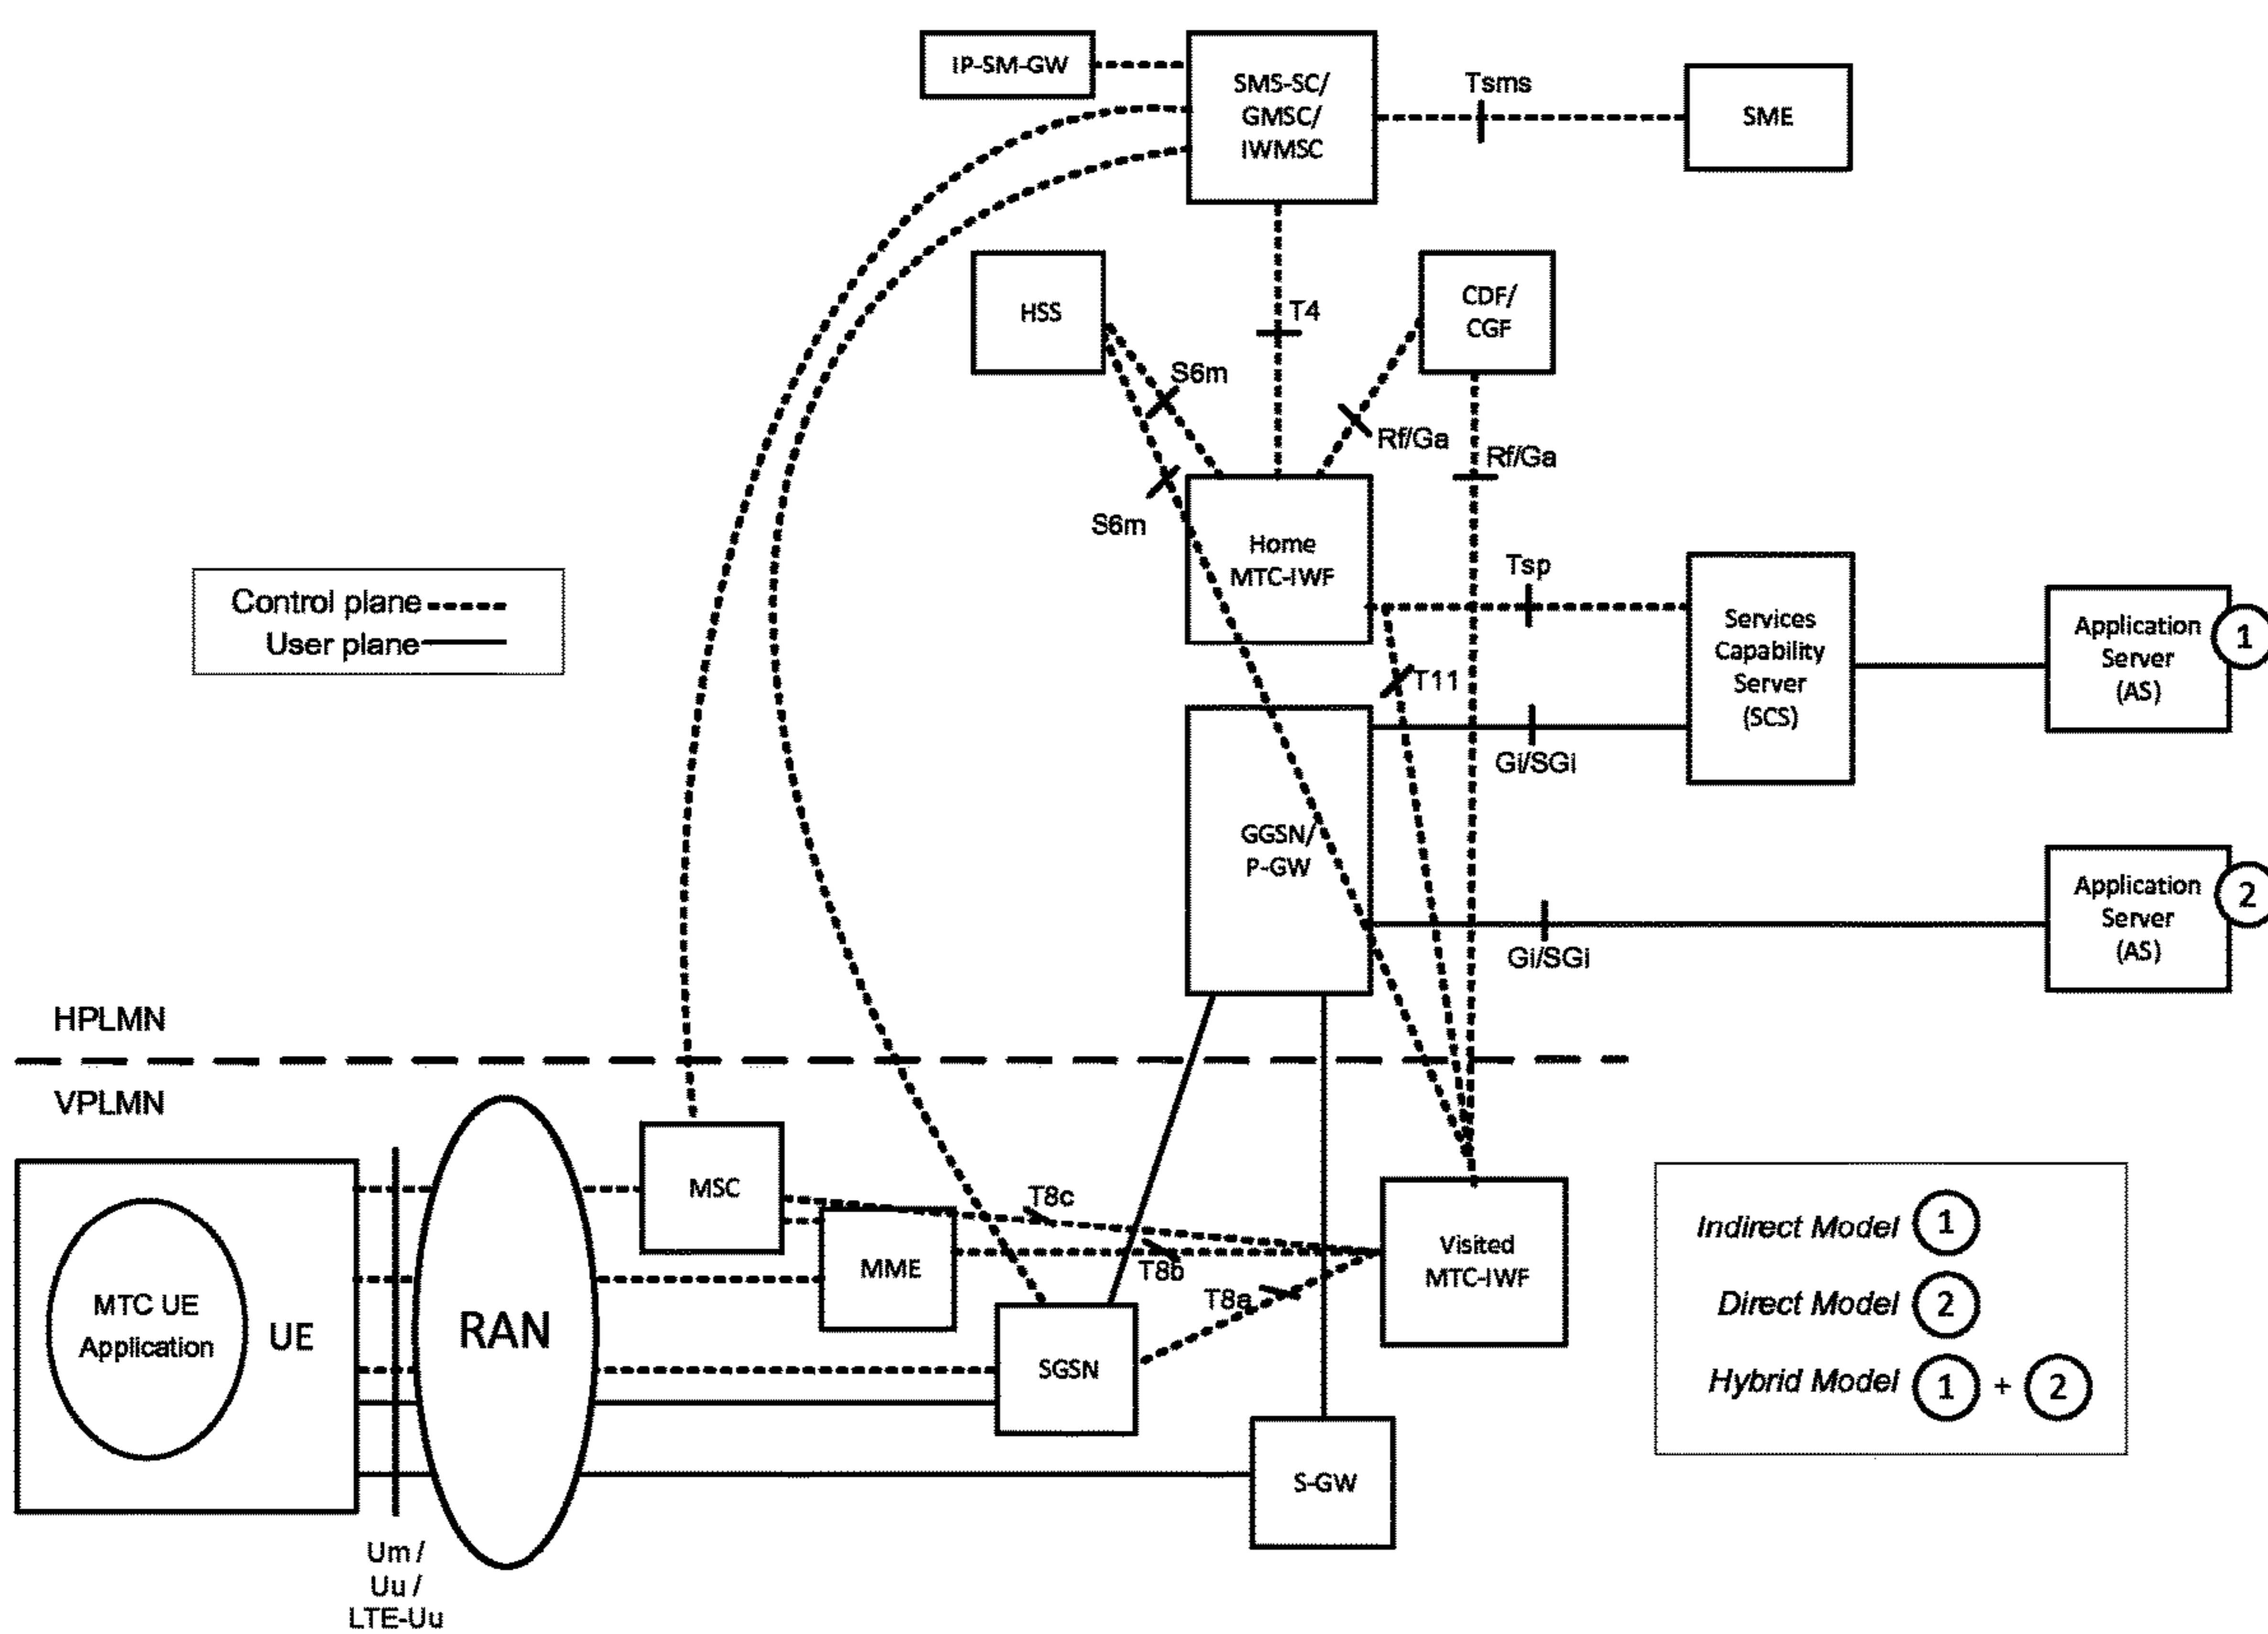 IP-SM-GW
SMS-SC/
GMSC/
IWMSC
Tsms
SME
HSS
T4
CDF/
CGF
S6m
Rf/Ga
Rf/Ga
S6m
Home
MTC-IWF
Tsp
Services
Capability
Server
(SCS)
Application
Server
(AS)
1
Control plane
User plane
T11
Gi/SGi
GGSN/
P-GW
Application
Server
(AS)
2
Gi/SGi
HPLMN
VPLMN
MSC
T8c
MME
T8b
T8a
Visited
MTC-IWF
MTC UE
Application
UE
RAN
SGSN
S-GW
Indirect Model 1
Direct Model 2
Hybrid Model 1 + 2
Um /
Uu /
LTE-Uu